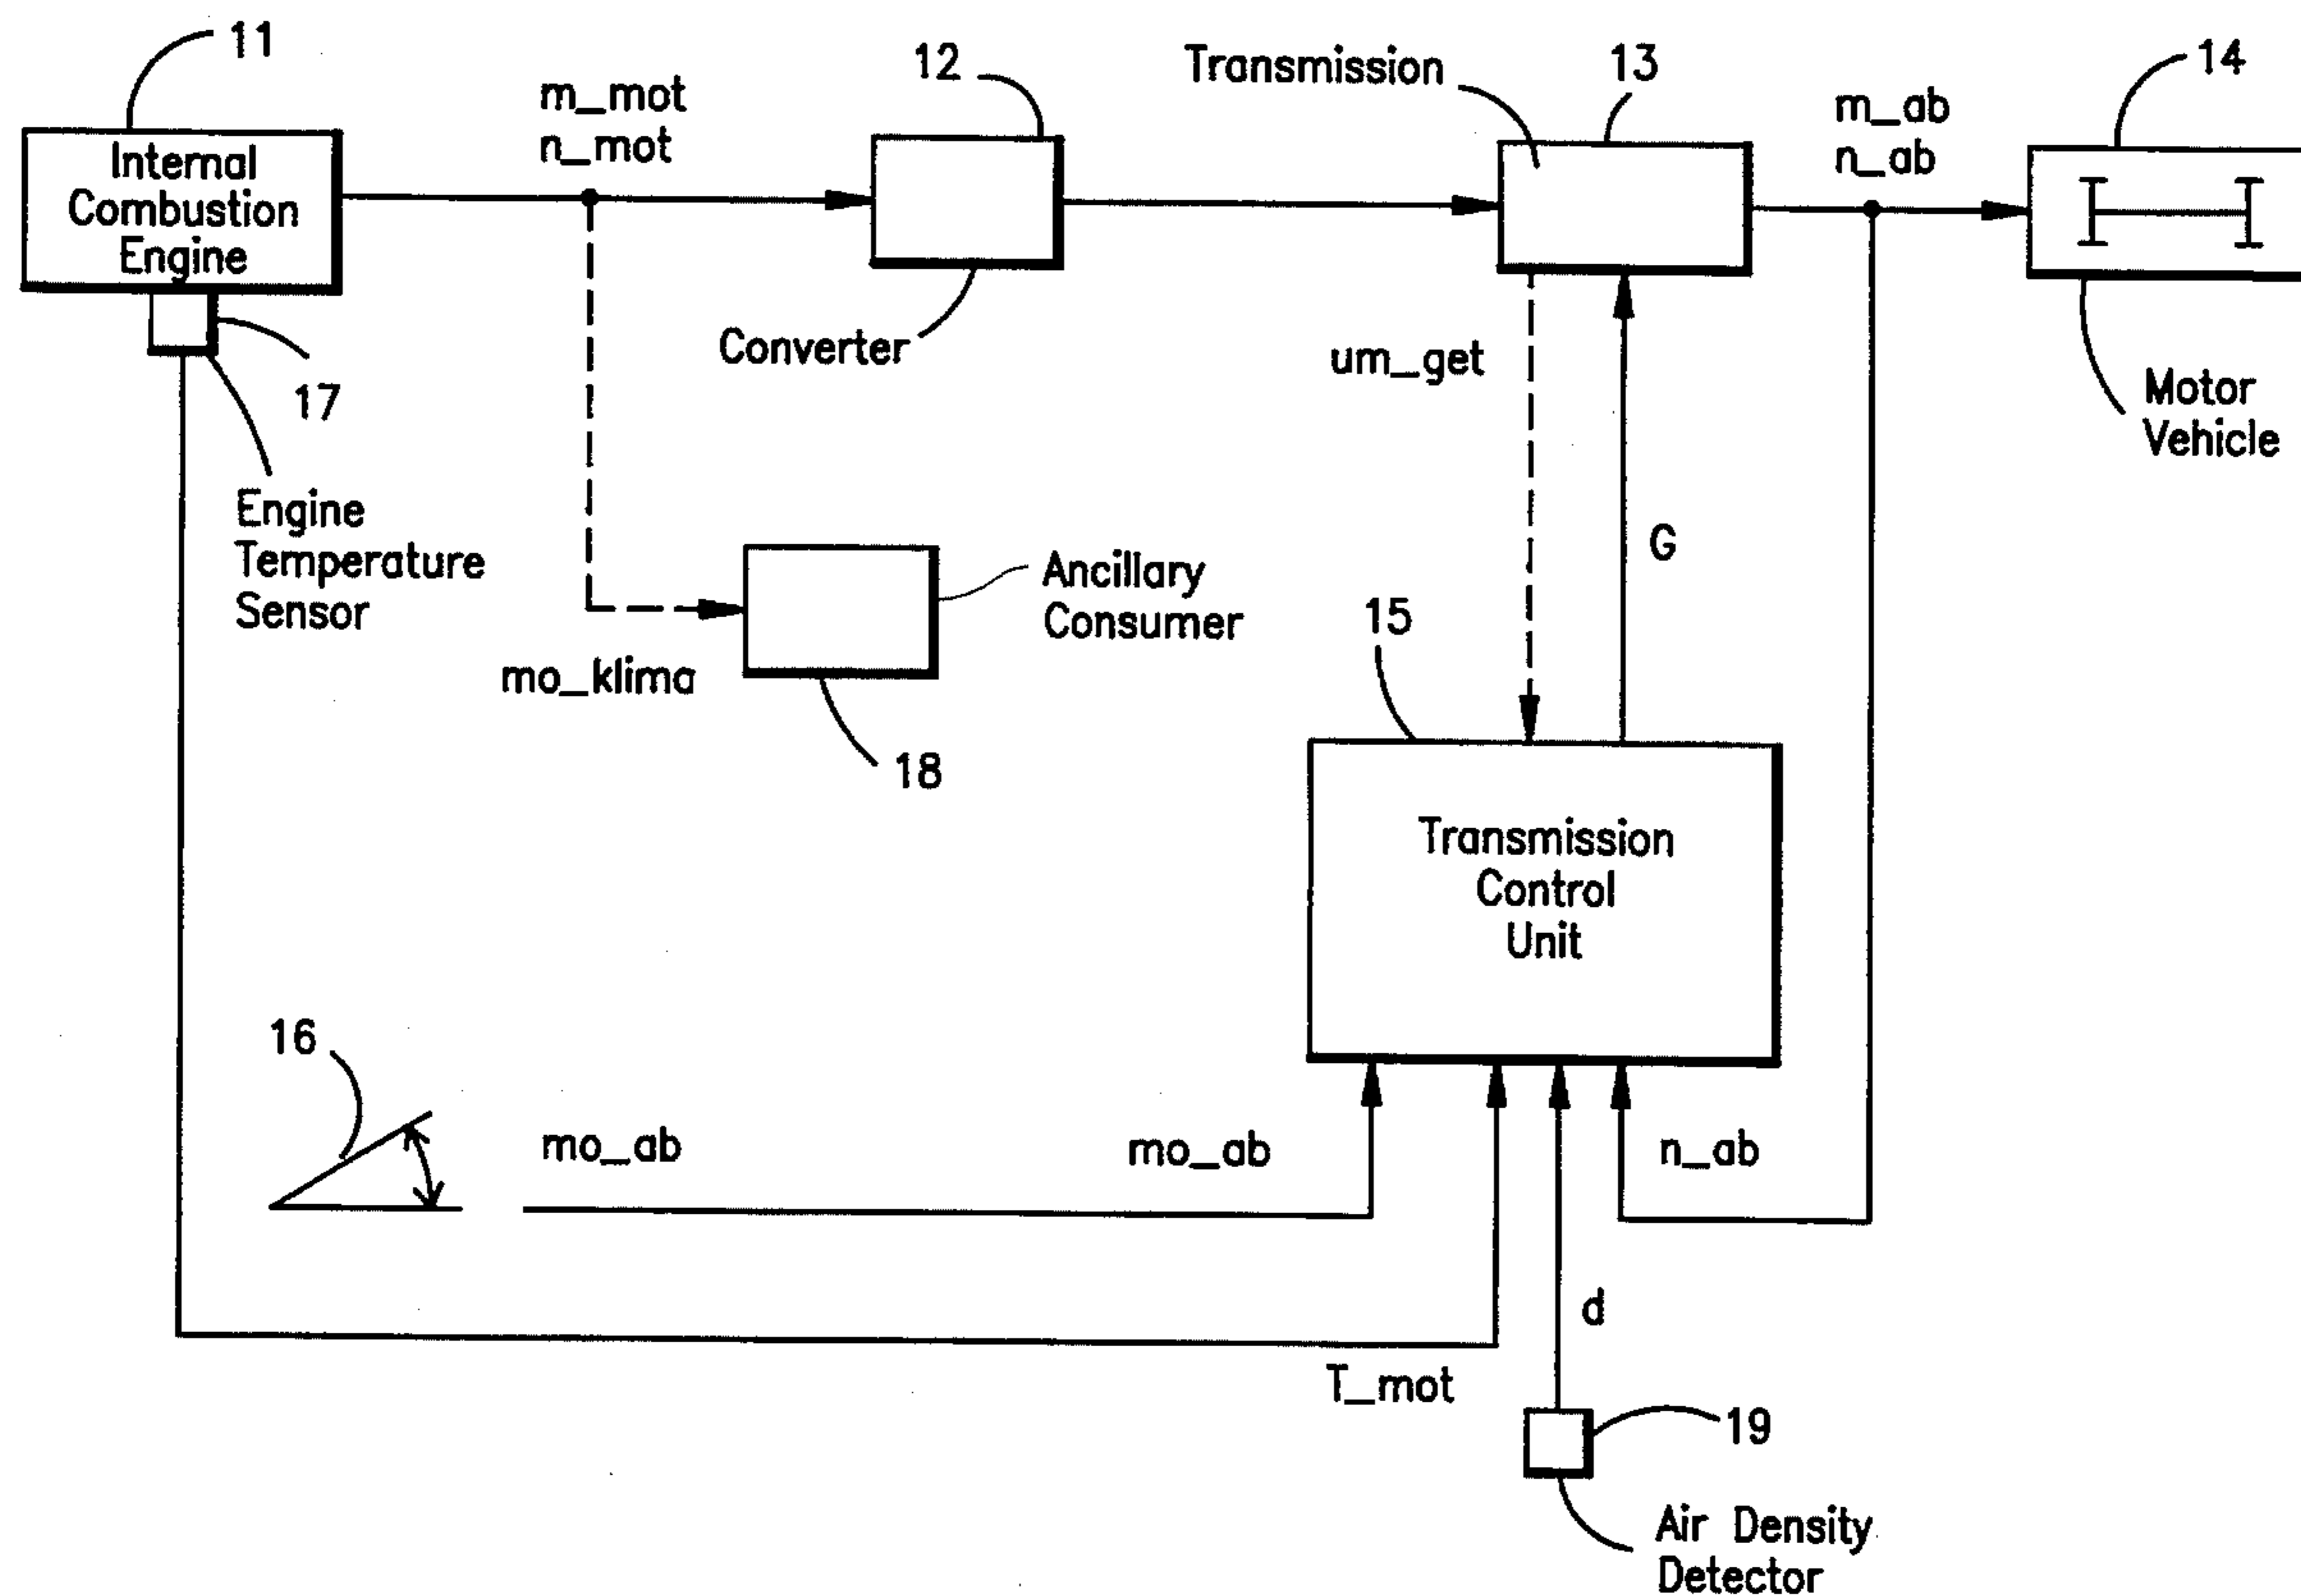 11
12
Transmission
13
14
m_mot
n_mot
m_ab
n_ab
Internal
Combustion
Engine
Converter
um_get
17
Motor
Vehicle
Engine
Temperature
Sensor
G
Ancillary
Consumer
15
mo_klima
18
Transmission
Control
Unit
16
mo_ab
mo_ab
n_ab
d
T_mot
19
Air Density
Detector